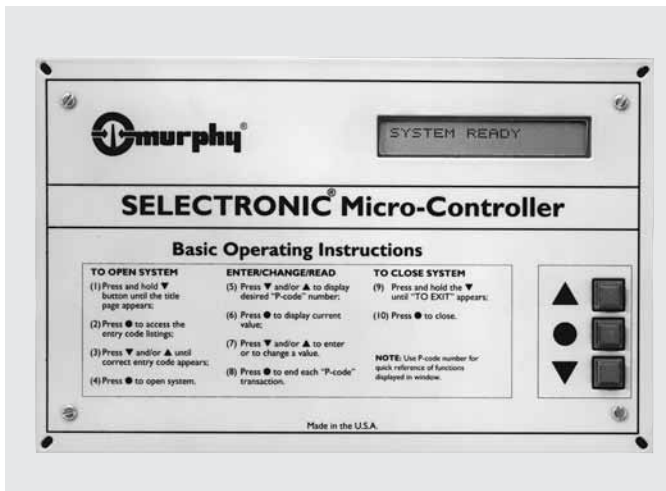 murphy®
SYSTEM READY
SELECTRONIC® Micro-Controller
Basic Operating Instructions
TO OPEN SYSTEM
(1) Press and hold ▼
button until the title
page appears;
(2) Press ● to access the
entry code listings;
(3) Press ▼ and/or ▲ until
correct entry code appears;
(4) Press ● to open system.
ENTER/CHANGE/READ
(5) Press ▼ and/or ▲ to display
desired "P-code" number;
(6) Press ● to display current
value;
(7) Press ▼ and/or ▲ to enter
or to change a value.
(8) Press ● to end each "P-code"
transaction.
TO CLOSE SYSTEM
(9) Press and hold the ▼
until "TO EXIT" appears;
(10) Press ● to close.
NOTE: Use P-code number for
quick reference of functions
displayed in window.
Made in the U.S.A.